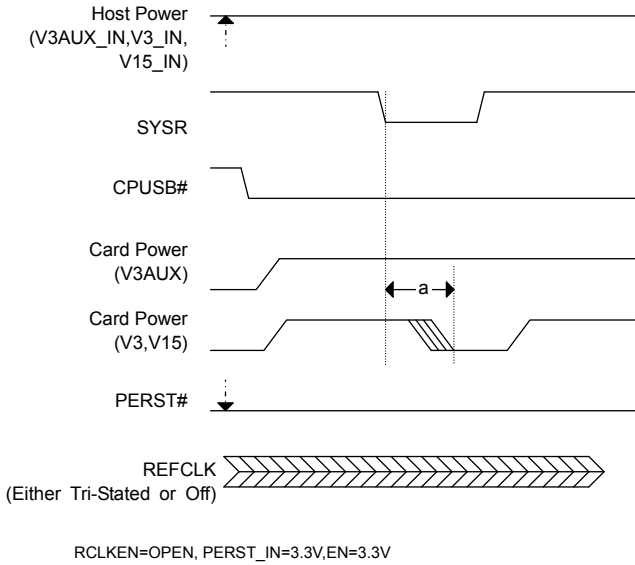 Host Power
(V3AUX_IN,V3_IN,
V15_IN)
SYSR
CPUSB#
Card Power
(V3AUX)
a
Card Power
(V3,V15)
PERST#
REFCLK
(Either Tri-Stated or Off)
RCLKEN=OPEN, PERST_IN=3.3V,EN=3.3V